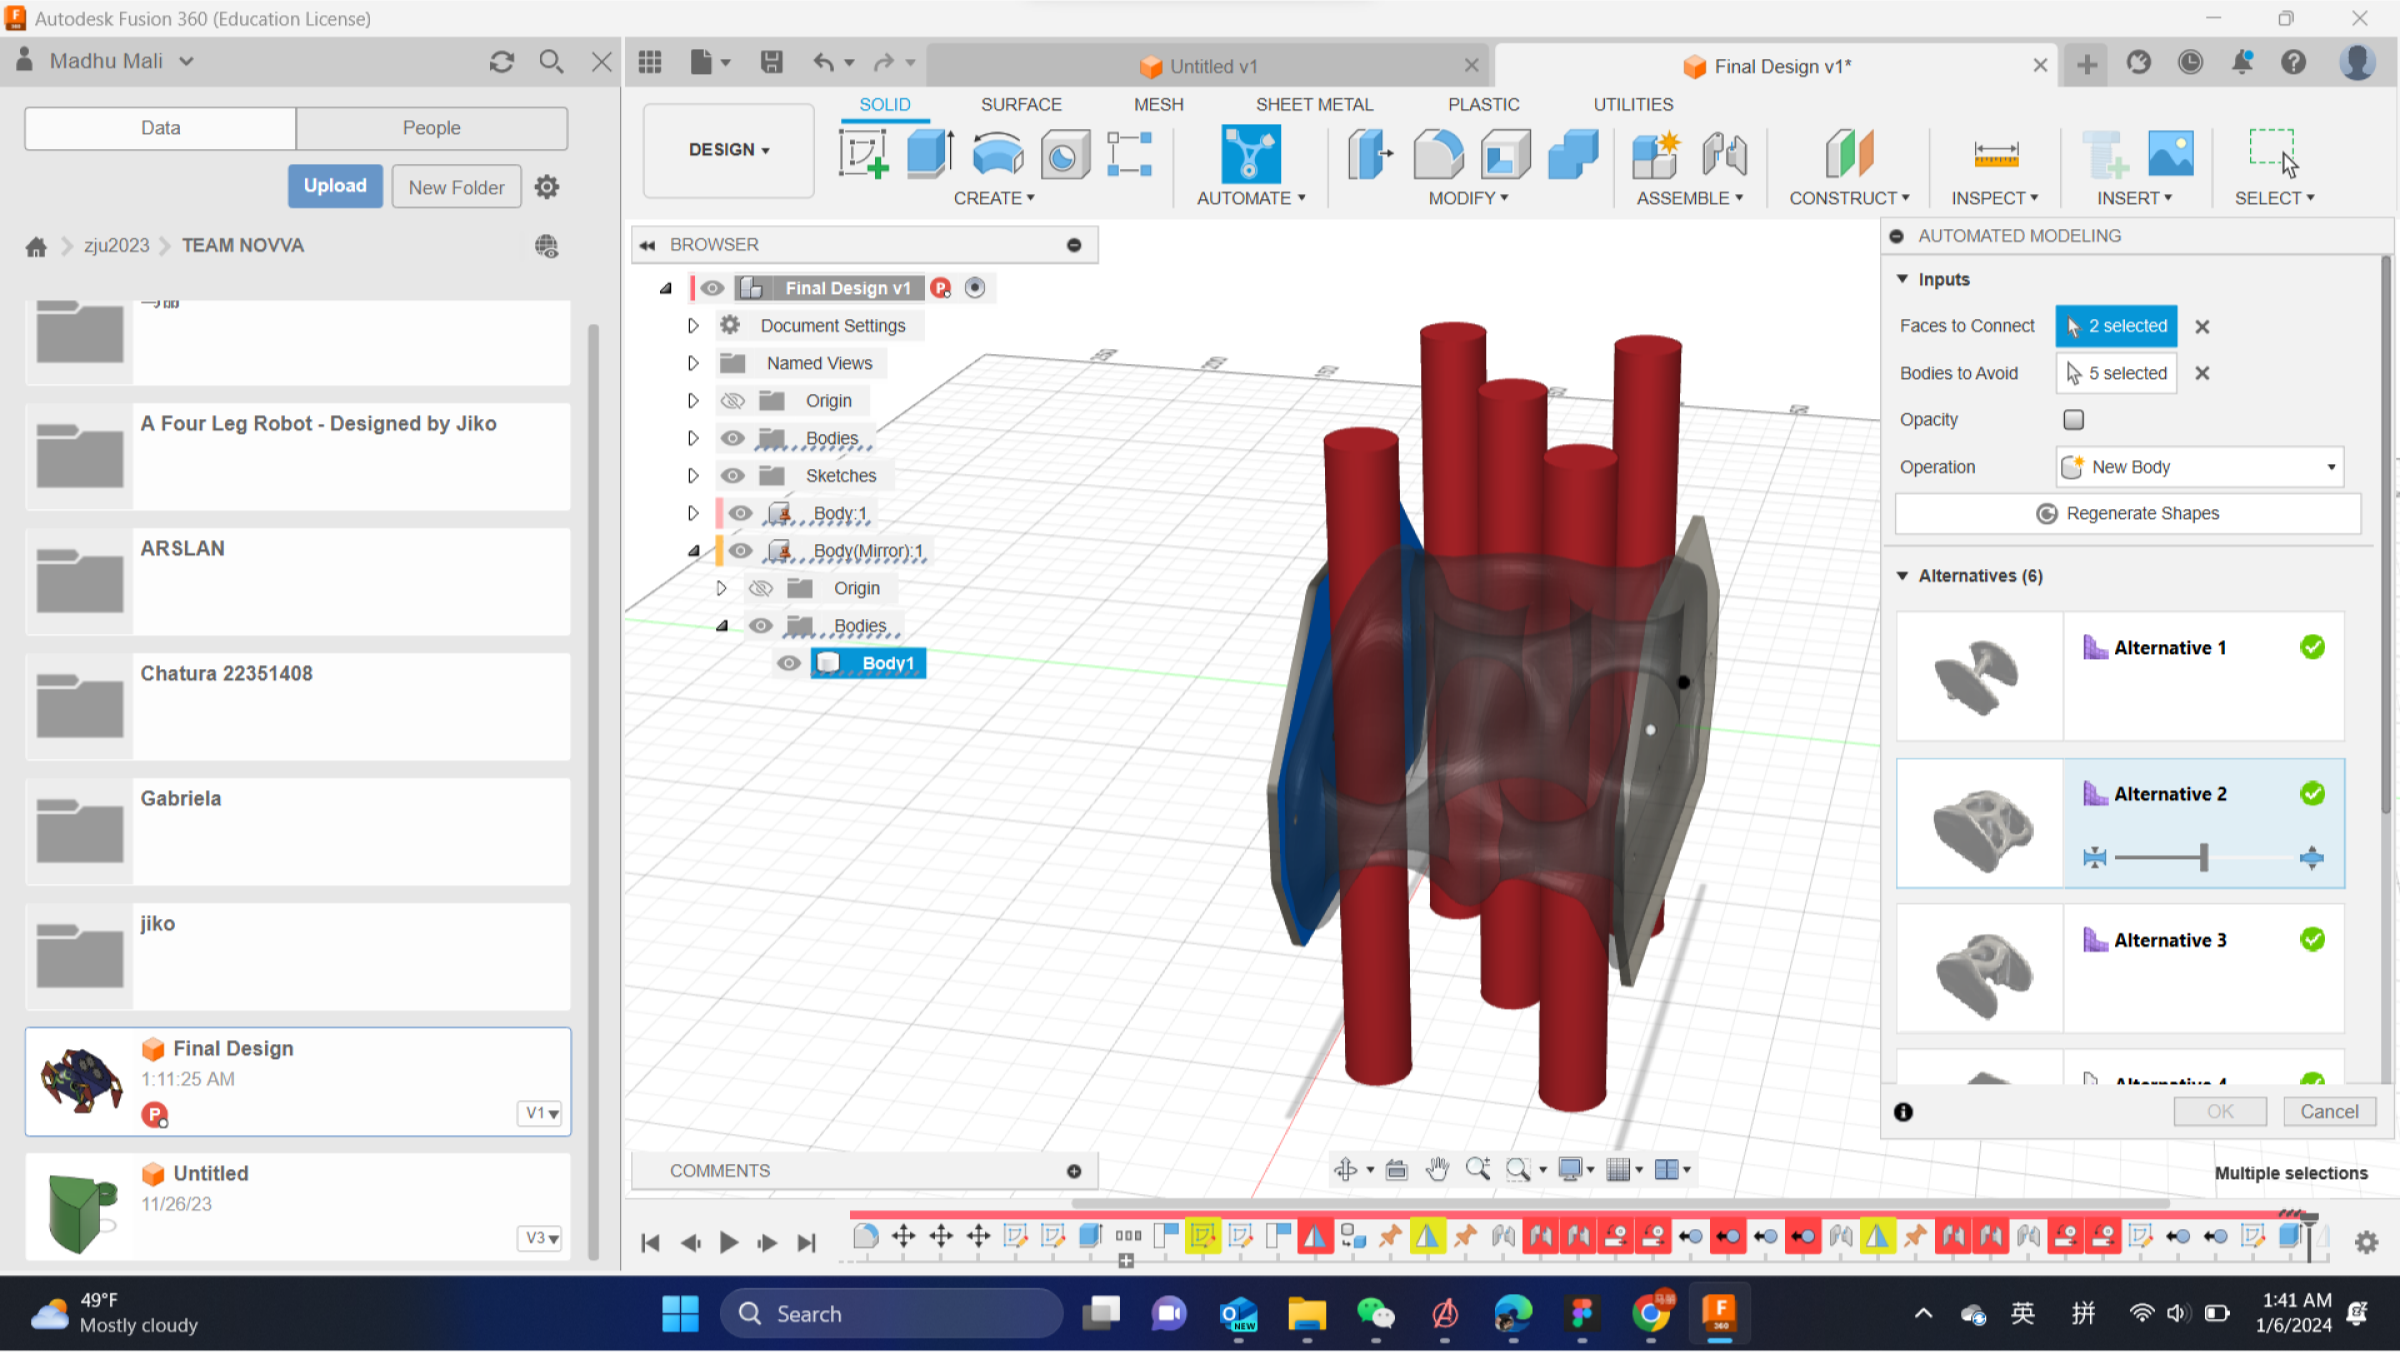 Autodesk Fusion 360 (Education License)
Madhu Mali
Untitled v1
Final Design v1*
Data
People
Upload
New Folder
zju2023
TEAM NOVVA
A Four Leg Robot - Designed by Jiko
ARSLAN
Chatura 22351408
Gabriela
jiko
Final Design
1:11:25 AM
P
V1
Untitled
11/26/23
V3
DESIGN
SOLID
SURFACE
MESH
SHEET METAL
PLASTIC
UTILITIES
CREATE
AUTOMATE
MODIFY
ASSEMBLE
CONSTRUCT
INSPECT
INSERT
SELECT
BROWSER
Final Design v1
P
Document Settings
Named Views
Origin
Bodies
Sketches
Body:1
Body(Mirror):1
Origin
Bodies
Body1
AUTOMATED MODELING
Inputs
Faces to Connect
2 selected
Bodies to Avoid
5 selected
Opacity
Operation
New Body
Regenerate Shapes
Alternatives (6)
Alternative 1
Alternative 2
Alternative 3
Alternative 4
OK
Cancel
Multiple selections
COMMENTS
49°F
Mostly cloudy
Search
NEW
F
360
英
拼
1:41 AM
1/6/2024